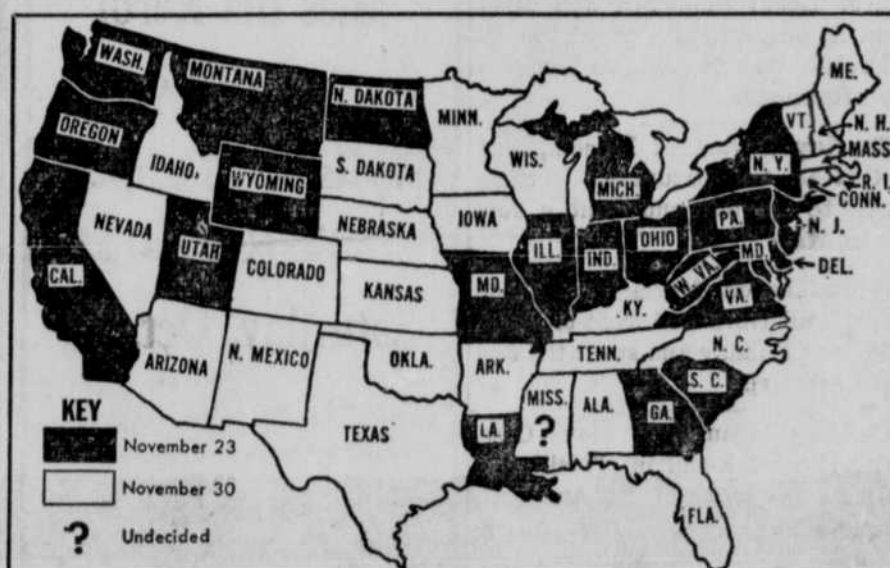 WASH.
MONTANA
N. DAKOTA
MINN.
ME.
VT.
N. H.
OREGON
IDAHO,
S. DAKOTA
WIS.
MASS
N. Y.
WYOMING
MICH.
R. I.
CONN.
NEVADA
NEBRASKA
IOWA
PA.
N. J.
UTAH
ILL.
IND.
OHIO
CAL.
COLORADO
KANSAS
MO.
W. VA.
MD.
DEL.
KY.
VA.
ARIZONA
N. MEXICO
OKLA.
ARK.
TENN.
N. C.
S. C.
MISS.
ALA.
GA.
TEXAS
LA.
?
FLA.
KEY
November 23
November 30
? Undecided